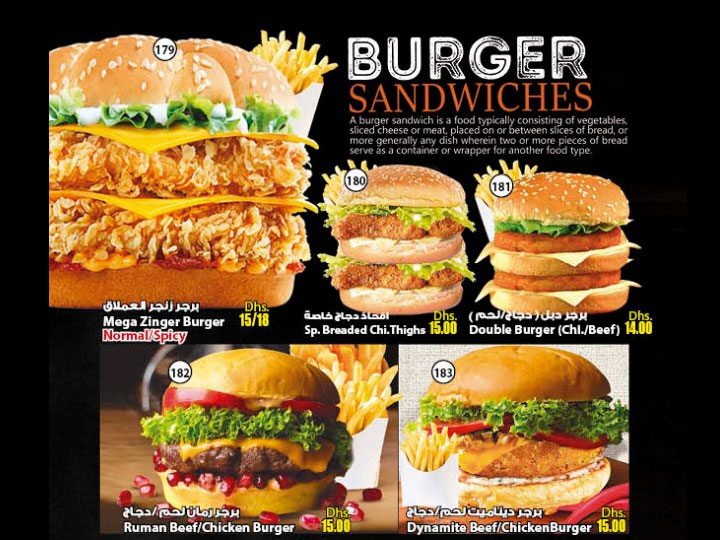 BURGER
SANDWICHES
A burger sandwich is a food typically consisting of vegetables,
sliced cheese or meat, placed on or between slices of bread, or
more generally any dish wherein two or more pieces of bread
serve as a container or wrapper for another food type.
179
برجر زنجر العملاق
Mega Zinger Burger
Normal/Spicy
Dhs.
15/18
180
افخاذ دجاج خاصة
Sp. Breaded Chi.Thighs
Dhs.
15.00
181
برجر دبل ( دجاج/لحم )
Double Burger (Chl./Beef)
Dhs.
14.00
182
برجر رمان لحم/دجاج
Ruman Beef/Chicken Burger
Dhs.
15.00
183
برجر ديناميت لحم/دجاج
Dynamite Beef/ChickenBurger
Dhs.
15.00